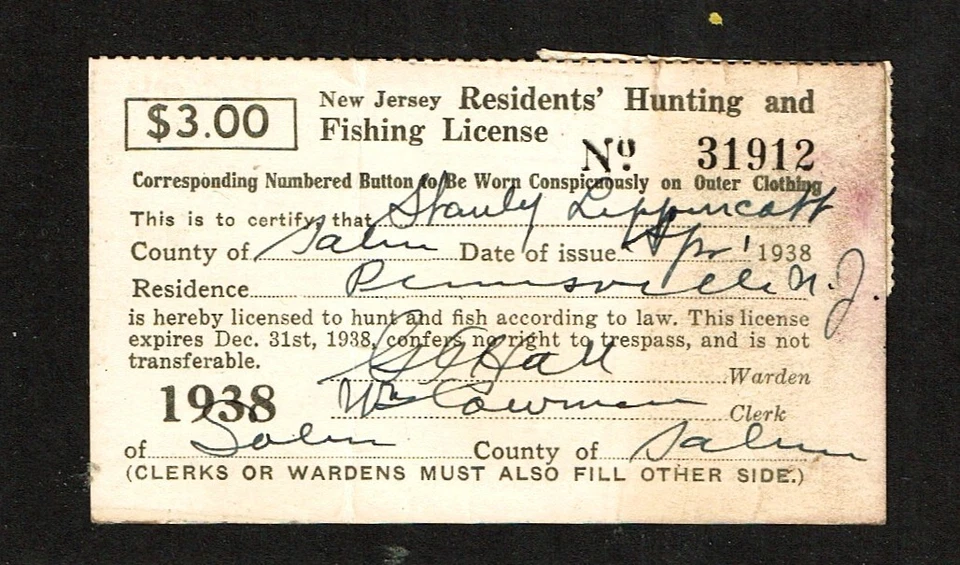 $3.00
New Jersey Residents' Hunting and
Fishing License
No 31912
Corresponding Numbered Button to Be Worn Conspicuously on Outer Clothing
This is to certify that Stanly Lippincott
County of Salem Date of issue Apr 1 1938
Residence Pennsville N.J.
is hereby licensed to hunt and fish according to law. This license
expires Dec. 31st, 1938, confers no right to trespass, and is not
transferable.
Hall Warden
1938
Wm Cowman Clerk
of Salem County of Salem
(CLERKS OR WARDENS MUST ALSO FILL OTHER SIDE.)